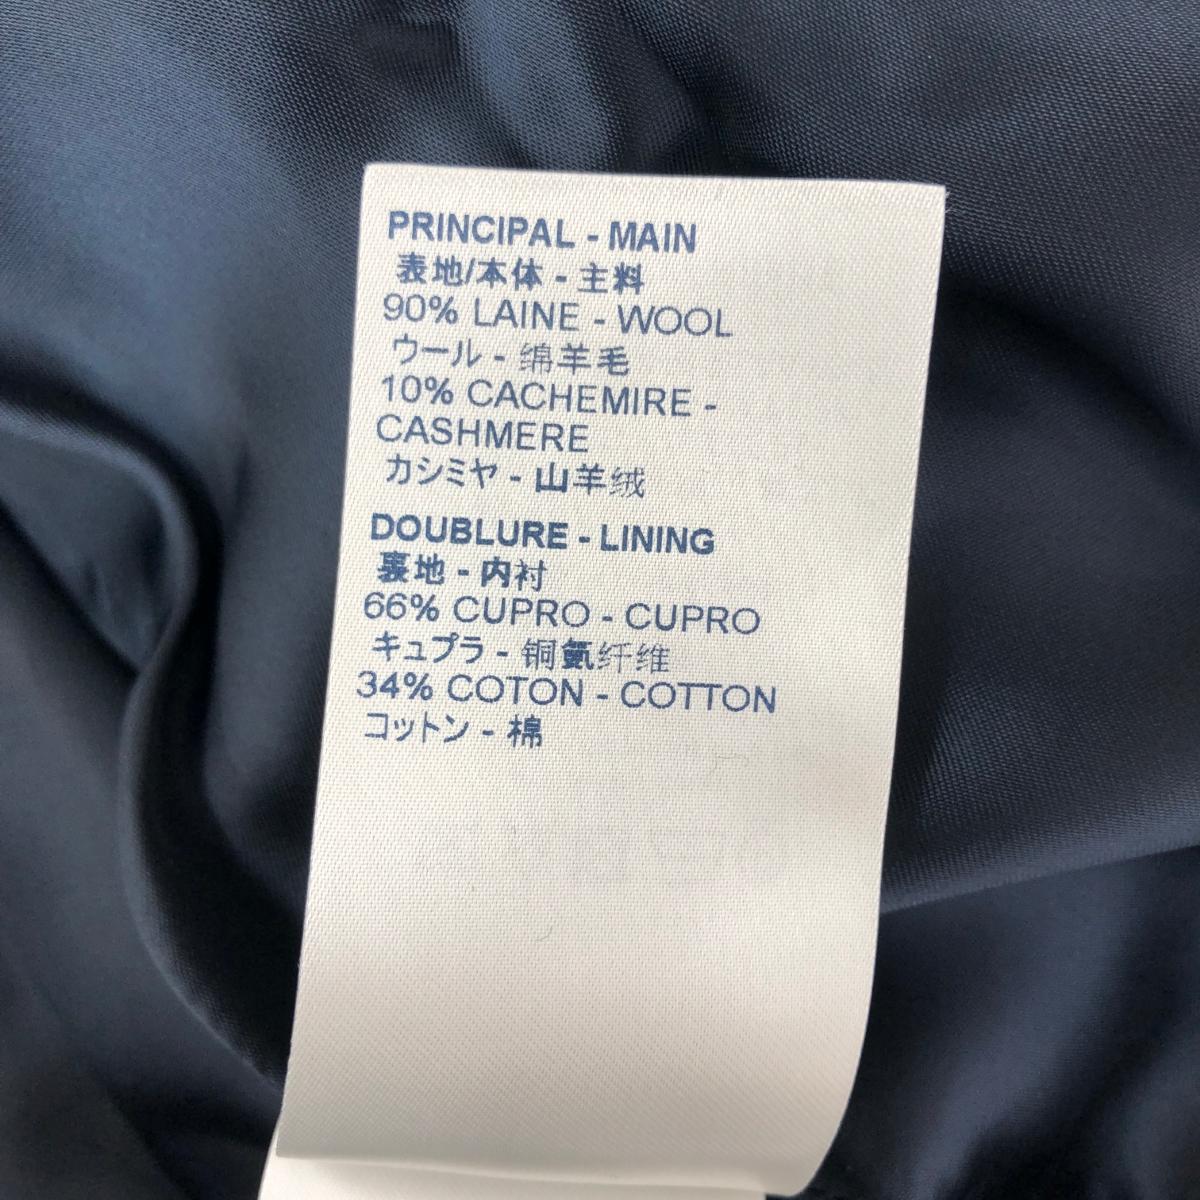 PRINCIPAL - MAIN
表地/本体 - 主料
90% LAINE - WOOL
ウール - 绵羊毛
10% CACHEMIRE -
CASHMERE
カシミヤ - 山羊绒
DOUBLURE - LINING
裏地 - 内衬
66% CUPRO - CUPRO
キュプラ - 铜氨纤维
34% COTON - COTTON
コットン - 棉